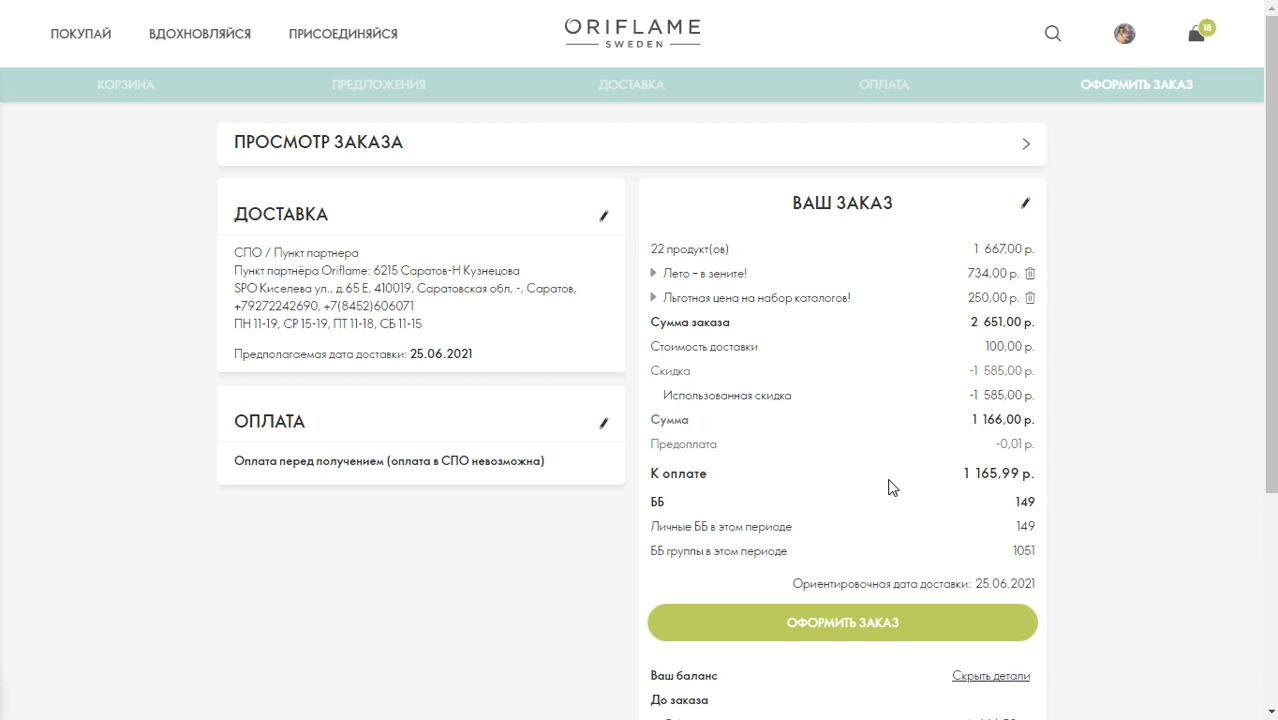 ПОКУПАЙ
ВДОХНОВЛЯЙСЯ
ПРИСОЕДИНЯЙСЯ
ORIFLAME
SWEDEN
18
КОРЗИНА
ПРЕДЛОЖЕНИЯ
ДОСТАВКА
ОПЛАТА
ОФОРМИТЬ ЗАКАЗ
ПРОСМОТР ЗАКАЗА
ДОСТАВКА
СПО / Пункт партнера
Пункт партнёра Oriflame: 6215 Саратов-Н Кузнецова
SPO Киселева ул., д.65 Е, 410019, Саратовская обл, -, Саратов,
+79272242690, +7(8452)606071
ПН 11-19, СР 15-19, ПТ 11-18, СБ 11-15
Предполагаемая дата доставки: 25.06.2021
ОПЛАТА
Оплата перед получением (оплата в СПО невозможна)
ВАШ ЗАКАЗ
22 продукт(ов) 1 667,00 р.
Лето – в зените! 734,00 р.
Льготная цена на набор каталогов! 250,00 р.
Сумма заказа 2 651,00 р.
Стоимость доставки 100,00 р.
Скидка -1 585,00 р.
Использованная скидка -1 585,00 р.
Сумма 1 166,00 р.
Предоплата -0,01 р.
К оплате 1 165,99 р.
ББ 149
Личные ББ в этом периоде 149
ББ группы в этом периоде 1051
Ориентировочная дата доставки: 25.06.2021
ОФОРМИТЬ ЗАКАЗ
Ваш баланс Скрыть детали
До заказа